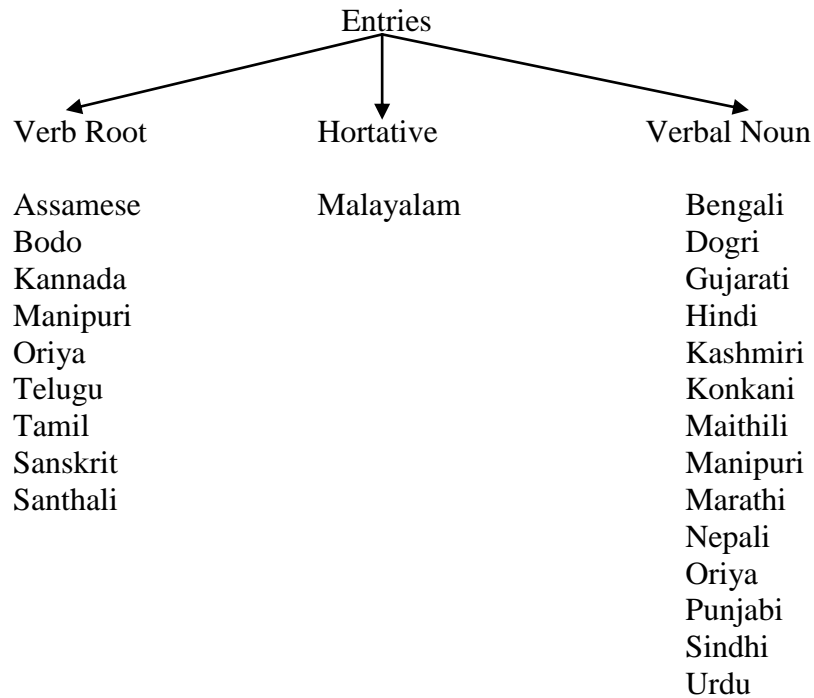 Entries
Verb Root Hortative Verbal Noun
Assamese Malayalam Bengali
Bodo Dogri
Kannada Gujarati
Manipuri Hindi
Oriya Kashmiri
Telugu Konkani
Tamil Maithili
Sanskrit Manipuri
Santhali Marathi
Nepali
Oriya
Punjabi
Sindhi
Urdu